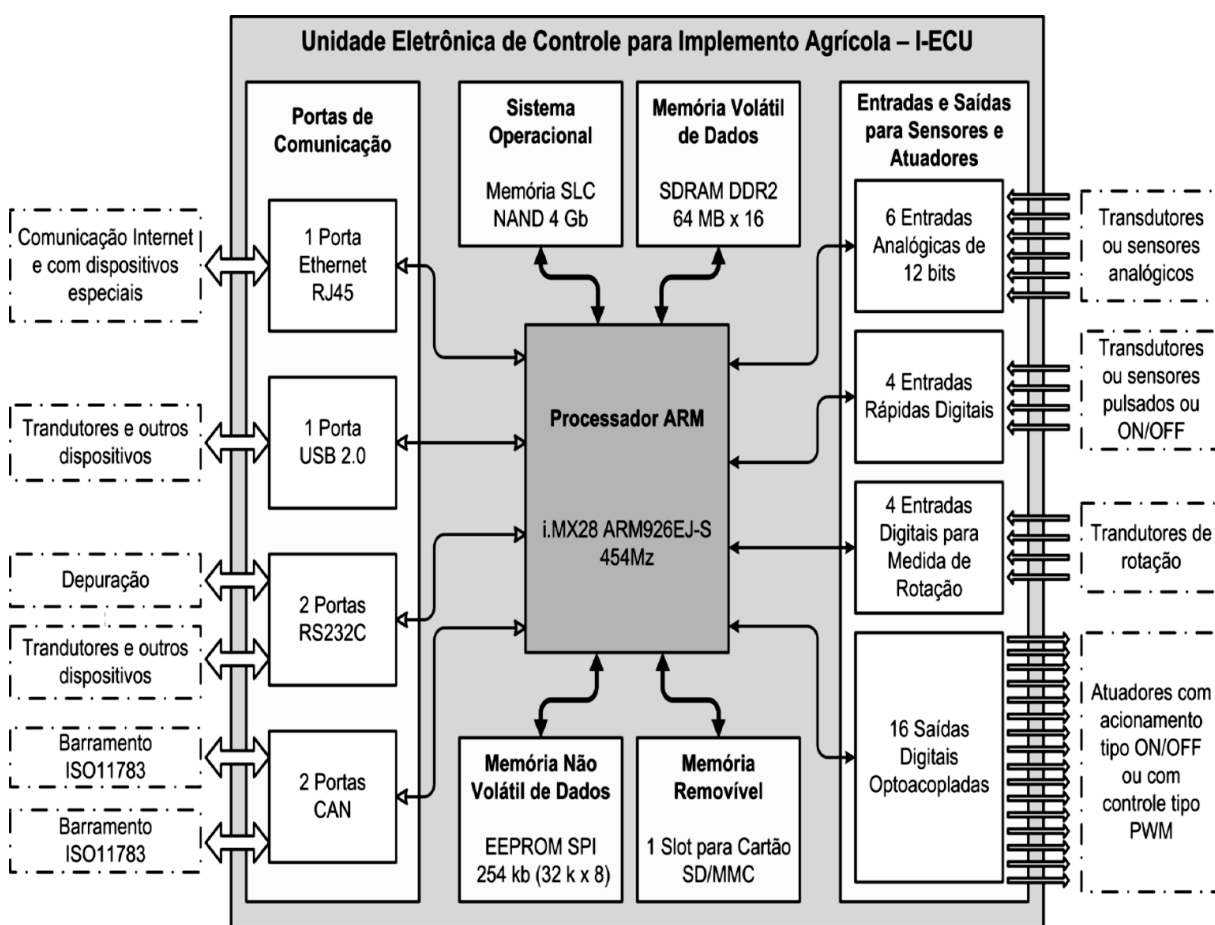 Unidade Eletrônica de Controle para Implemento Agrícola – I-ECU
Portas de
Comunicação
Sistema
Operacional
Memória SLC
NAND 4 Gb
Memória Volátil
de Dados
SDRAM DDR2
64 MB x 16
Entradas e Saídas
para Sensores e
Atuadores
Comunicação Internet
e com dispositivos
especiais
1 Porta
Ethernet
RJ45
6 Entradas
Analógicas de
12 bits
Transdutores
ou sensores
analógicos
Trandutores e outros
dispositivos
1 Porta
USB 2.0
Processador ARM
i.MX28 ARM926EJ-S
454Mz
4 Entradas
Rápidas Digitais
Transdutores
ou sensores
pulsados ou
ON/OFF
Depuração
Trandutores e outros
dispositivos
2 Portas
RS232C
4 Entradas
Digitais para
Medida de
Rotação
Trandutores de
rotação
Barramento
ISO11783
Barramento
ISO11783
2 Portas
CAN
Memória Não
Volátil de Dados
EEPROM SPI
254 kb (32 k x 8)
Memória
Removível
1 Slot para Cartão
SD/MMC
16 Saídas
Digitais
Optoacopladas
Atuadores com
acionamento
tipo ON/OFF
ou com
controle tipo
PWM